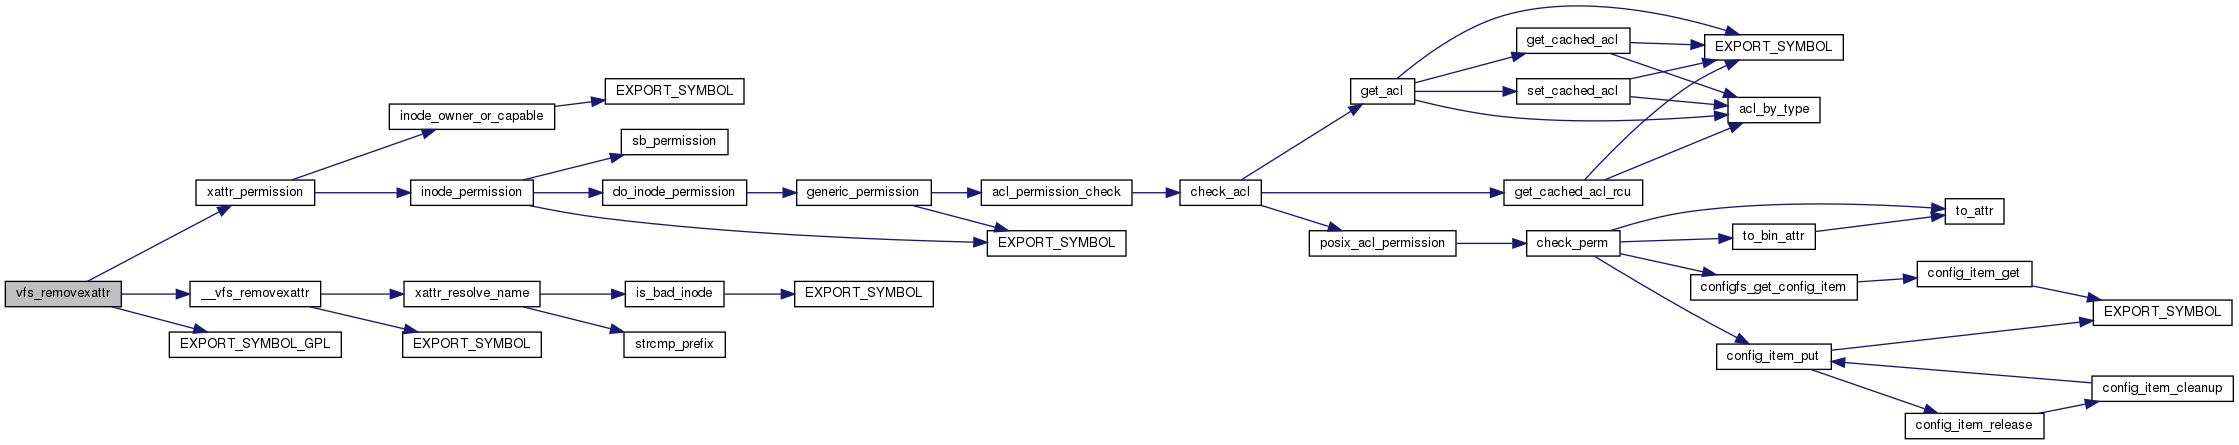 vfs_removexattr
xattr_permission
__vfs_removexattr
EXPORT_SYMBOL_GPL
inode_owner_or_capable
inode_permission
xattr_resolve_name
EXPORT_SYMBOL
EXPORT_SYMBOL
sb_permission
do_inode_permission
is_bad_inode
strcmp_prefix
generic_permission
EXPORT_SYMBOL
acl_permission_check
EXPORT_SYMBOL
check_acl
get_acl
get_cached_acl_rcu
posix_acl_permission
get_cached_acl
set_cached_acl
check_perm
EXPORT_SYMBOL
acl_by_type
to_attr
to_bin_attr
configfs_get_config_item
config_item_put
config_item_get
EXPORT_SYMBOL
config_item_cleanup
config_item_release